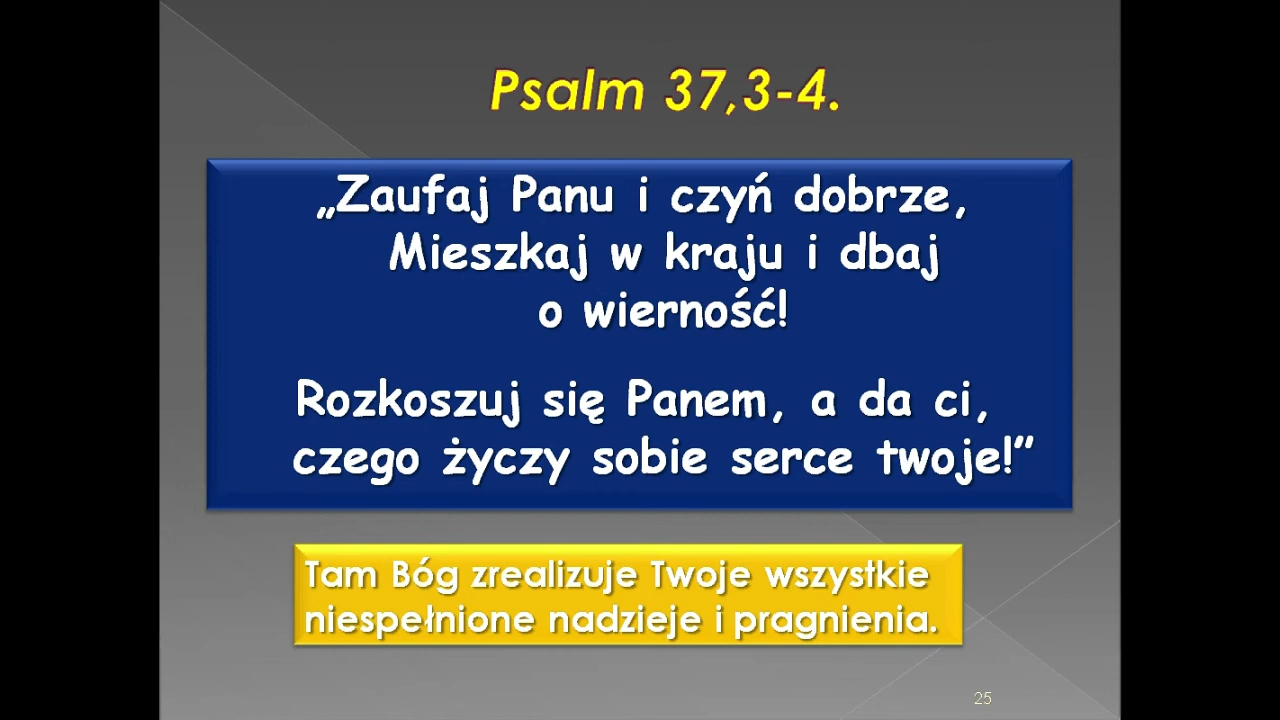 Psalm 37,3-4.
„Zaufaj Panu i czyń dobrze,
Mieszkaj w kraju i dbaj
o wierność!
Rozkoszuj się Panem, a da ci,
czego życzy sobie serce twoje!”
Tam Bóg zrealizuje Twoje wszystkie
niespełnione nadzieje i pragnienia.
25